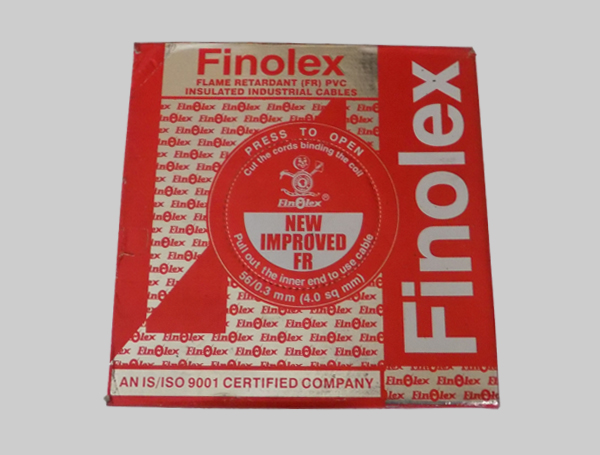 Finolex
FLAME RETARDANT (FR) PVC
INSULATED INDUSTRIAL CABLES
PRESS TO OPEN
Cut the cords binding the coil
FinOlex®
NEW
IMPROVED
FR
Pull out the inner end to use cable
56/0.3 mm (4.0 sq mm)
AN IS/ISO 9001 CERTIFIED COMPANY
Finolex